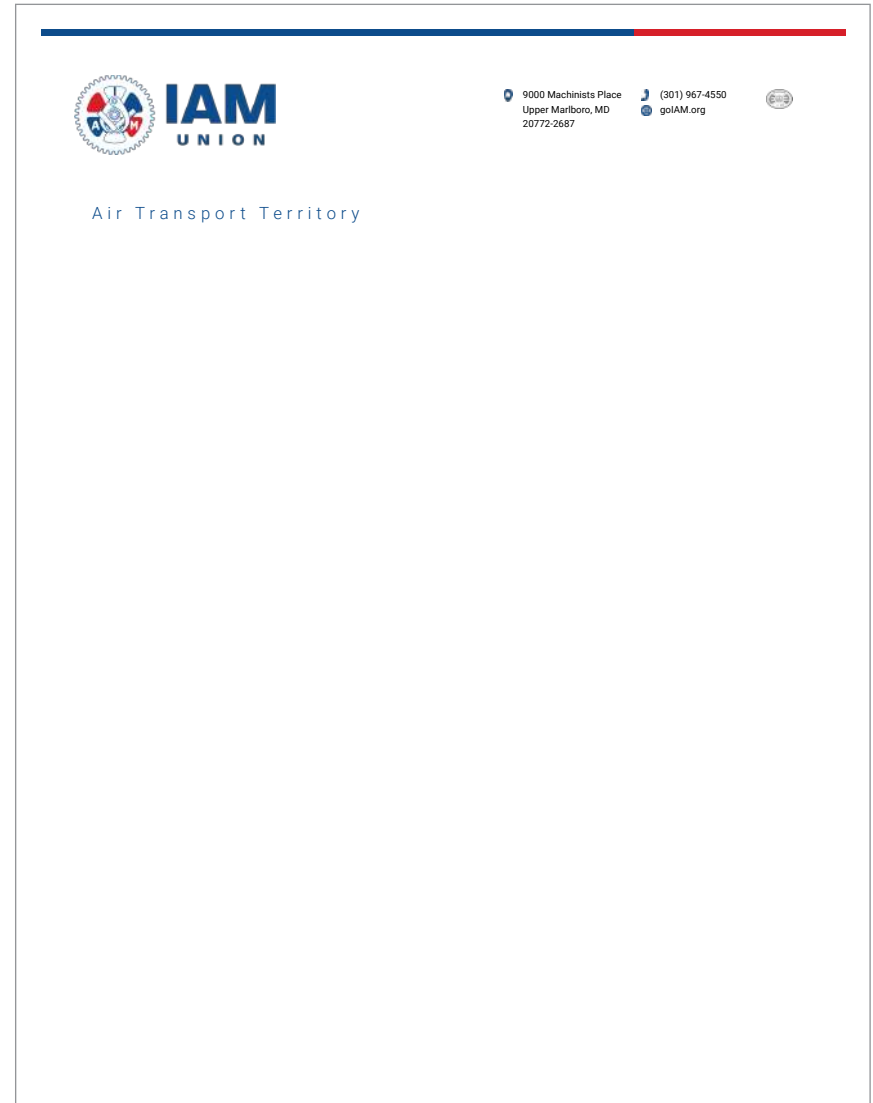 IAM
UNION
I
A M
9000 Machinists Place
Upper Marlboro, MD
20772-2687
(301) 967-4550
goIAM.org
Air Transport Territory